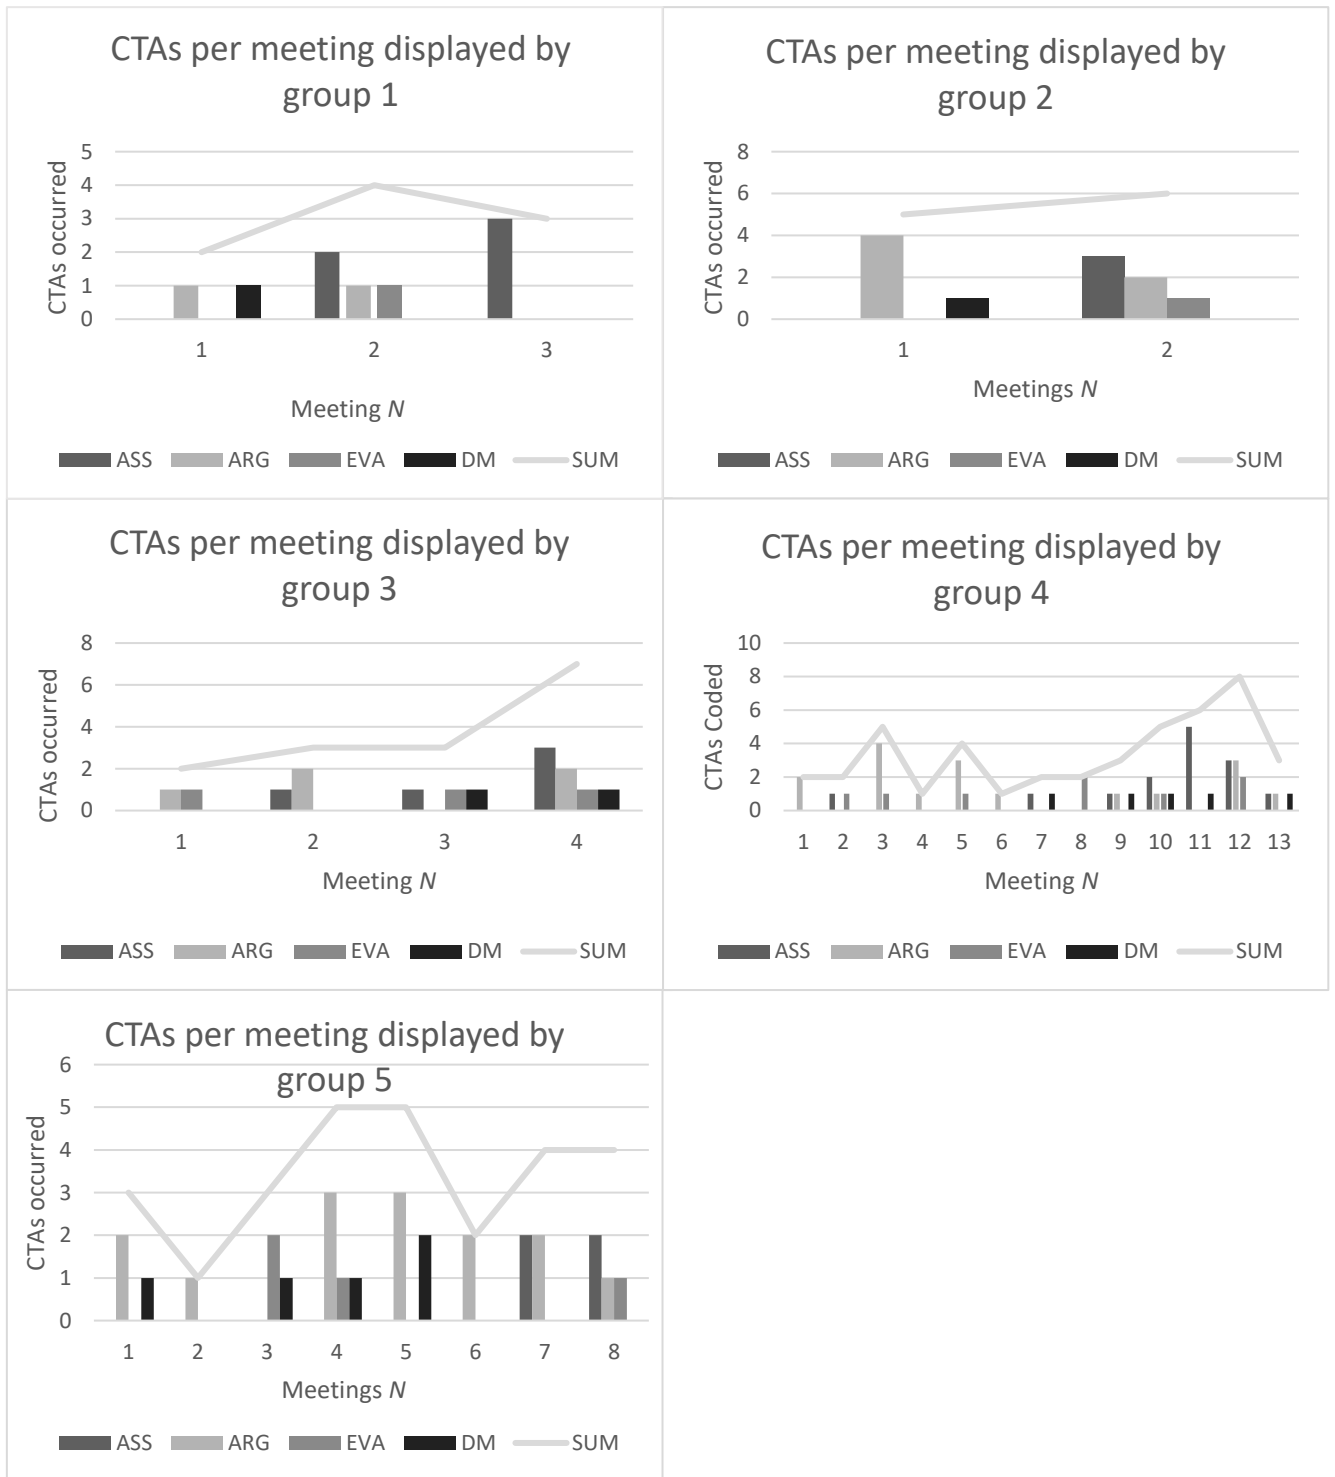 CTAs per meeting displayed by
group 1
5
4
3
2
1
0
CTAs occurred
1 2 3
Meeting N
ASS ARG EVA DM SUM
CTAs per meeting displayed by
group 2
8
6
4
2
0
CTAs occurred
1 2
Meetings N
ASS ARG EVA DM SUM
CTAs per meeting displayed by
group 3
8
6
4
2
0
CTAs occurred
1 2 3 4
Meeting N
ASS ARG EVA DM SUM
CTAs per meeting displayed by
group 4
10
8
6
4
2
0
CTAs Coded
1 2 3 4 5 6 7 8 9 10 11 12 13
Meeting N
ASS ARG EVA DM SUM
CTAs per meeting displayed by
group 5
6
5
4
3
2
1
0
CTAs occurred
1 2 3 4 5 6 7 8
Meetings N
ASS ARG EVA DM SUM